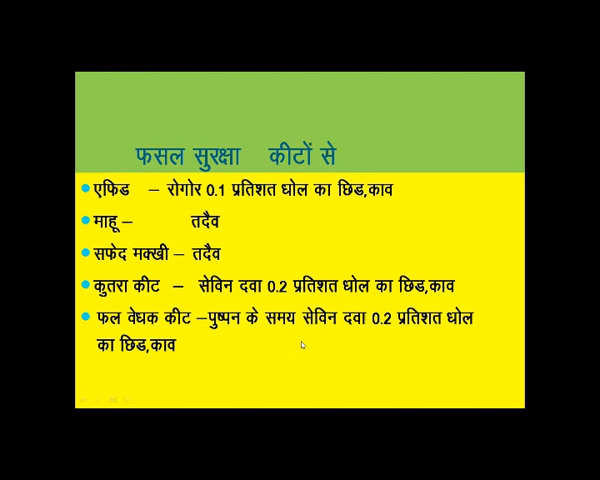 फसल सुरक्षा कीटों से
एफिड – रोगोर 0.1 प्रतिशत घोल का छिड,काव
माहू – तदैव
सफेद मक्खी – तदैव
कुतरा कीट – सेविन दवा 0.2 प्रतिशत घोल का छिड,काव
फल वेधक कीट –पुष्पन के समय सेविन दवा 0.2 प्रतिशत घोल
का छिड,काव